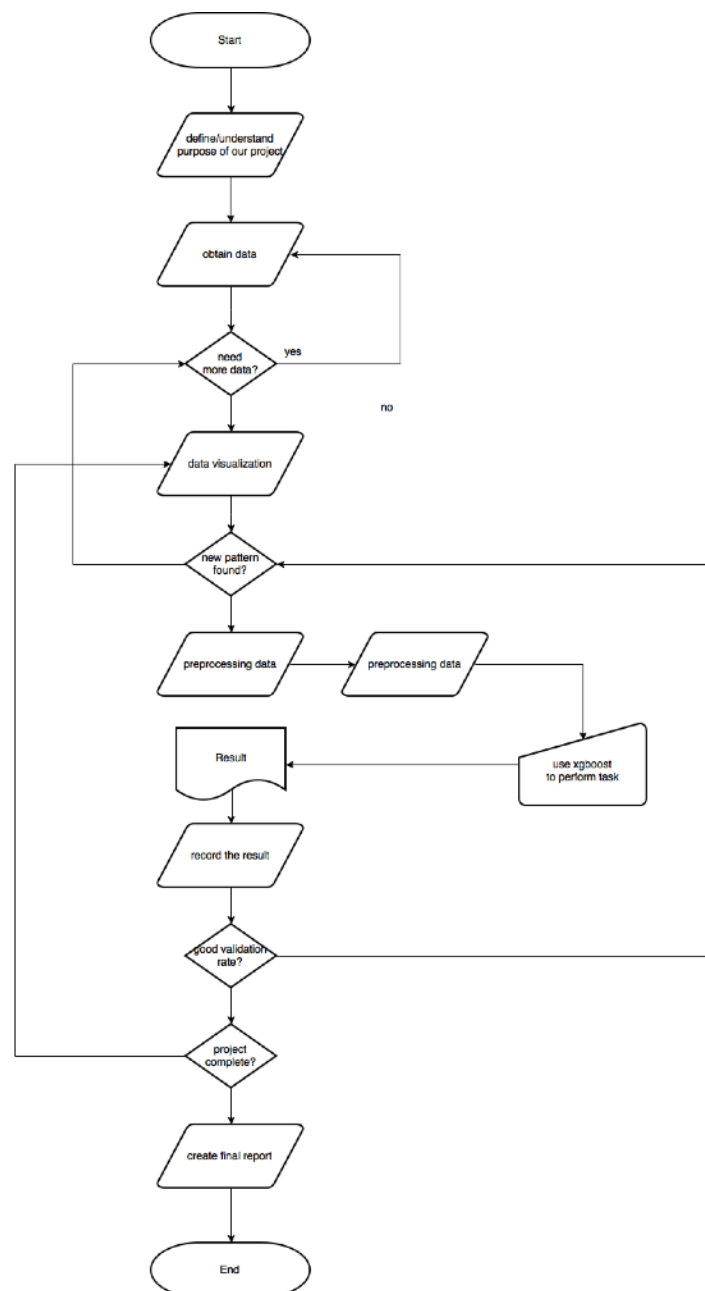 Start
define/understand
purpose of our project
obtain data
need
more data?
yes
no
data visualization
new pattern
found?
preprocessing data
preprocessing data
Result
use xgboost
to perform task
record the result
good validation
rate?
project
complete?
create final report
End